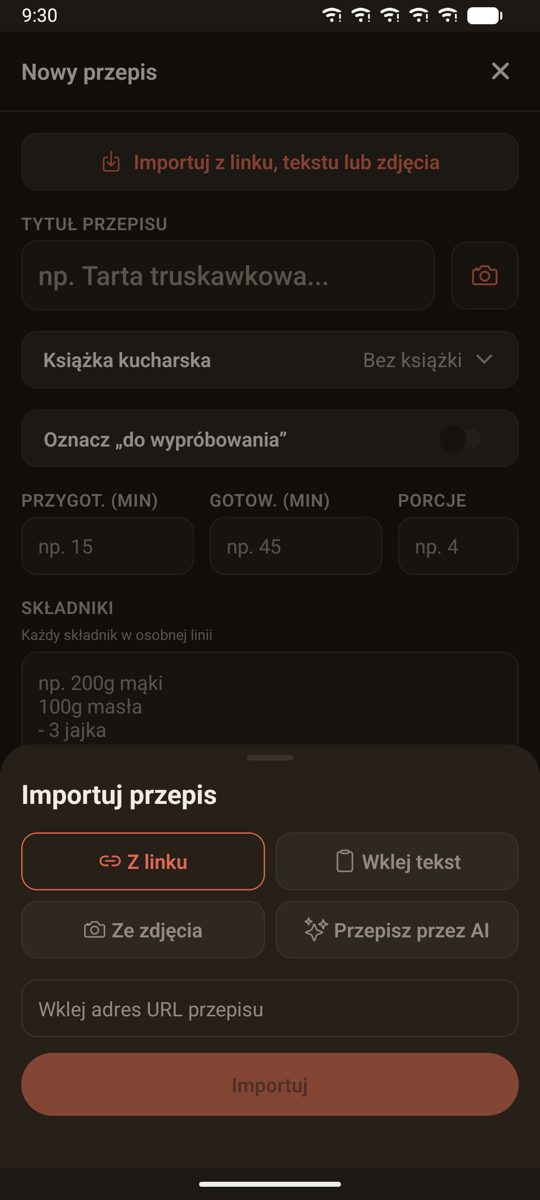 9:30
Nowy przepis
Importuj z linku, tekstu lub zdjęcia
TYTUŁ PRZEPISU
np. Tarta truskawkowa...
Książka kucharska
Bez książki
Oznacz „do wypróbowania”
PRZYGOT. (MIN)
GOTOW. (MIN)
PORCJE
np. 15
np. 45
np. 4
SKŁADNIKI
Każdy składnik w osobnej linii
np. 200g mąki
100g masła
- 3 jajka
Importuj przepis
Z linku
Wklej tekst
Ze zdjęcia
Przepisz przez AI
Wklej adres URL przepisu
Importuj